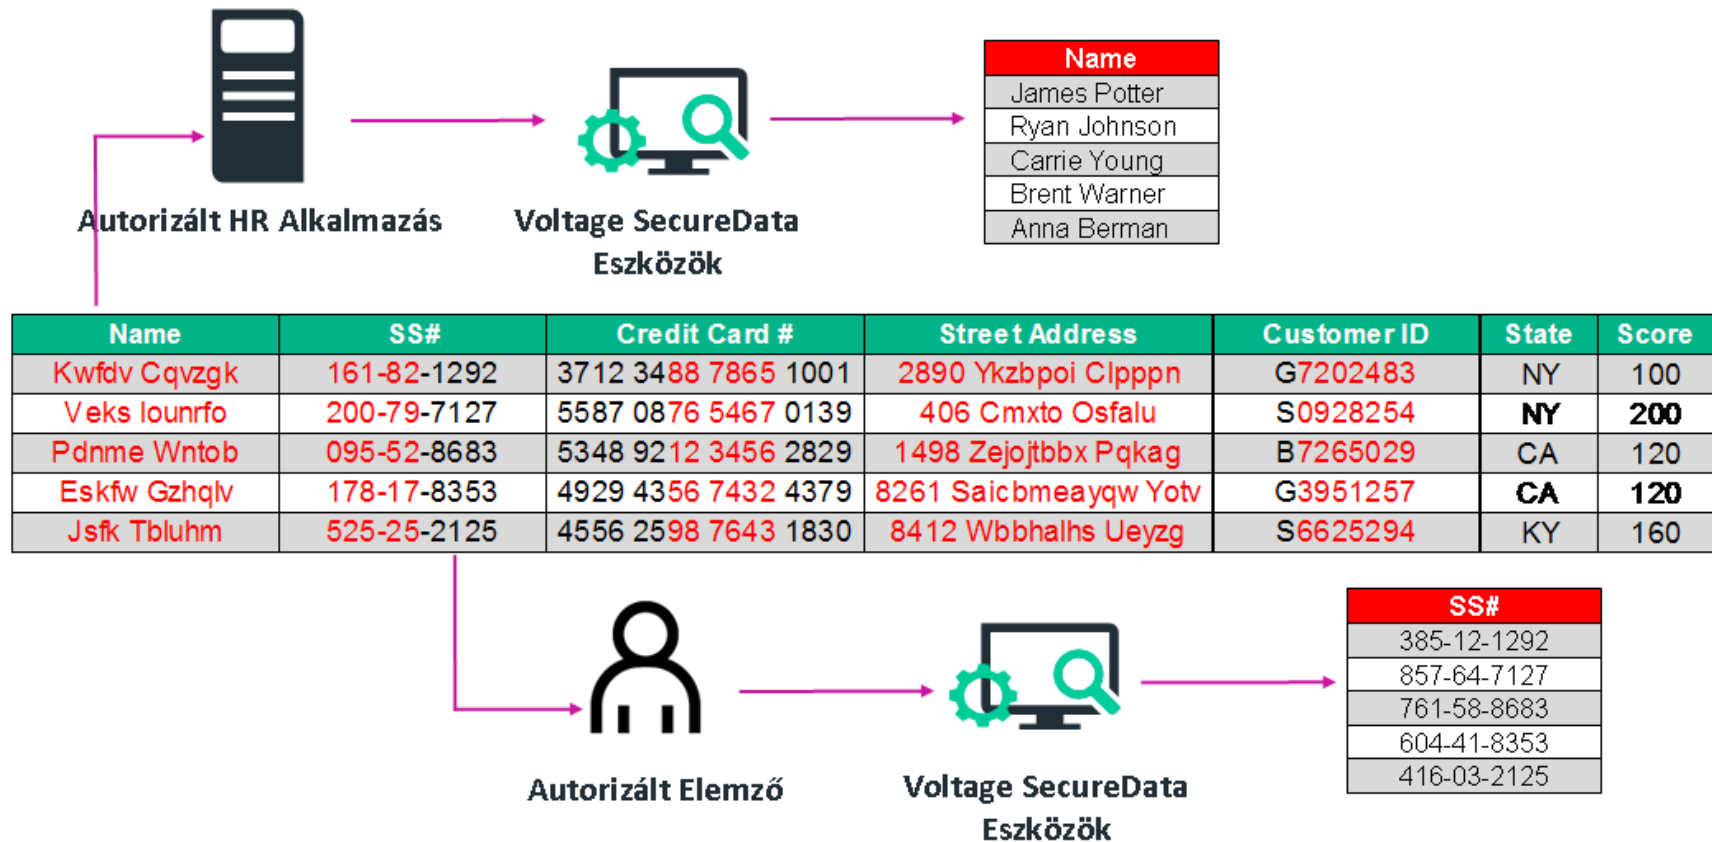 Name
James Potter
Ryan Johnson
Carrie Young
Brent Warner
Anna Berman
Autorizált HR Alkalmazás
Voltage SecureData
Eszközök
Name SS# Credit Card # Street Address Customer ID State Score
Kwfdv Cqvzgk 161-82-1292 3712 3488 7865 1001 2890 Ykzbpoi Clpppn G7202483 NY 100
Veks Iounrfo 200-79-7127 5587 0876 5467 0139 406 Cmxto Osfalu S0928254 NY 200
Pdnme Wntob 095-52-8683 5348 9212 3456 2829 1498 Zejojtbbx Pqkag B7265029 CA 120
Eskfw Gzhqlv 178-17-8353 4929 4356 7432 4379 8261 Saicbmeayqw Yotv G3951257 CA 120
Jsfk Tbluhm 525-25-2125 4556 2598 7643 1830 8412 Wbbhalhs Ueyzg S6625294 KY 160
SS#
385-12-1292
857-64-7127
761-58-8683
604-41-8353
416-03-2125
Autorizált Elemző
Voltage SecureData
Eszközök